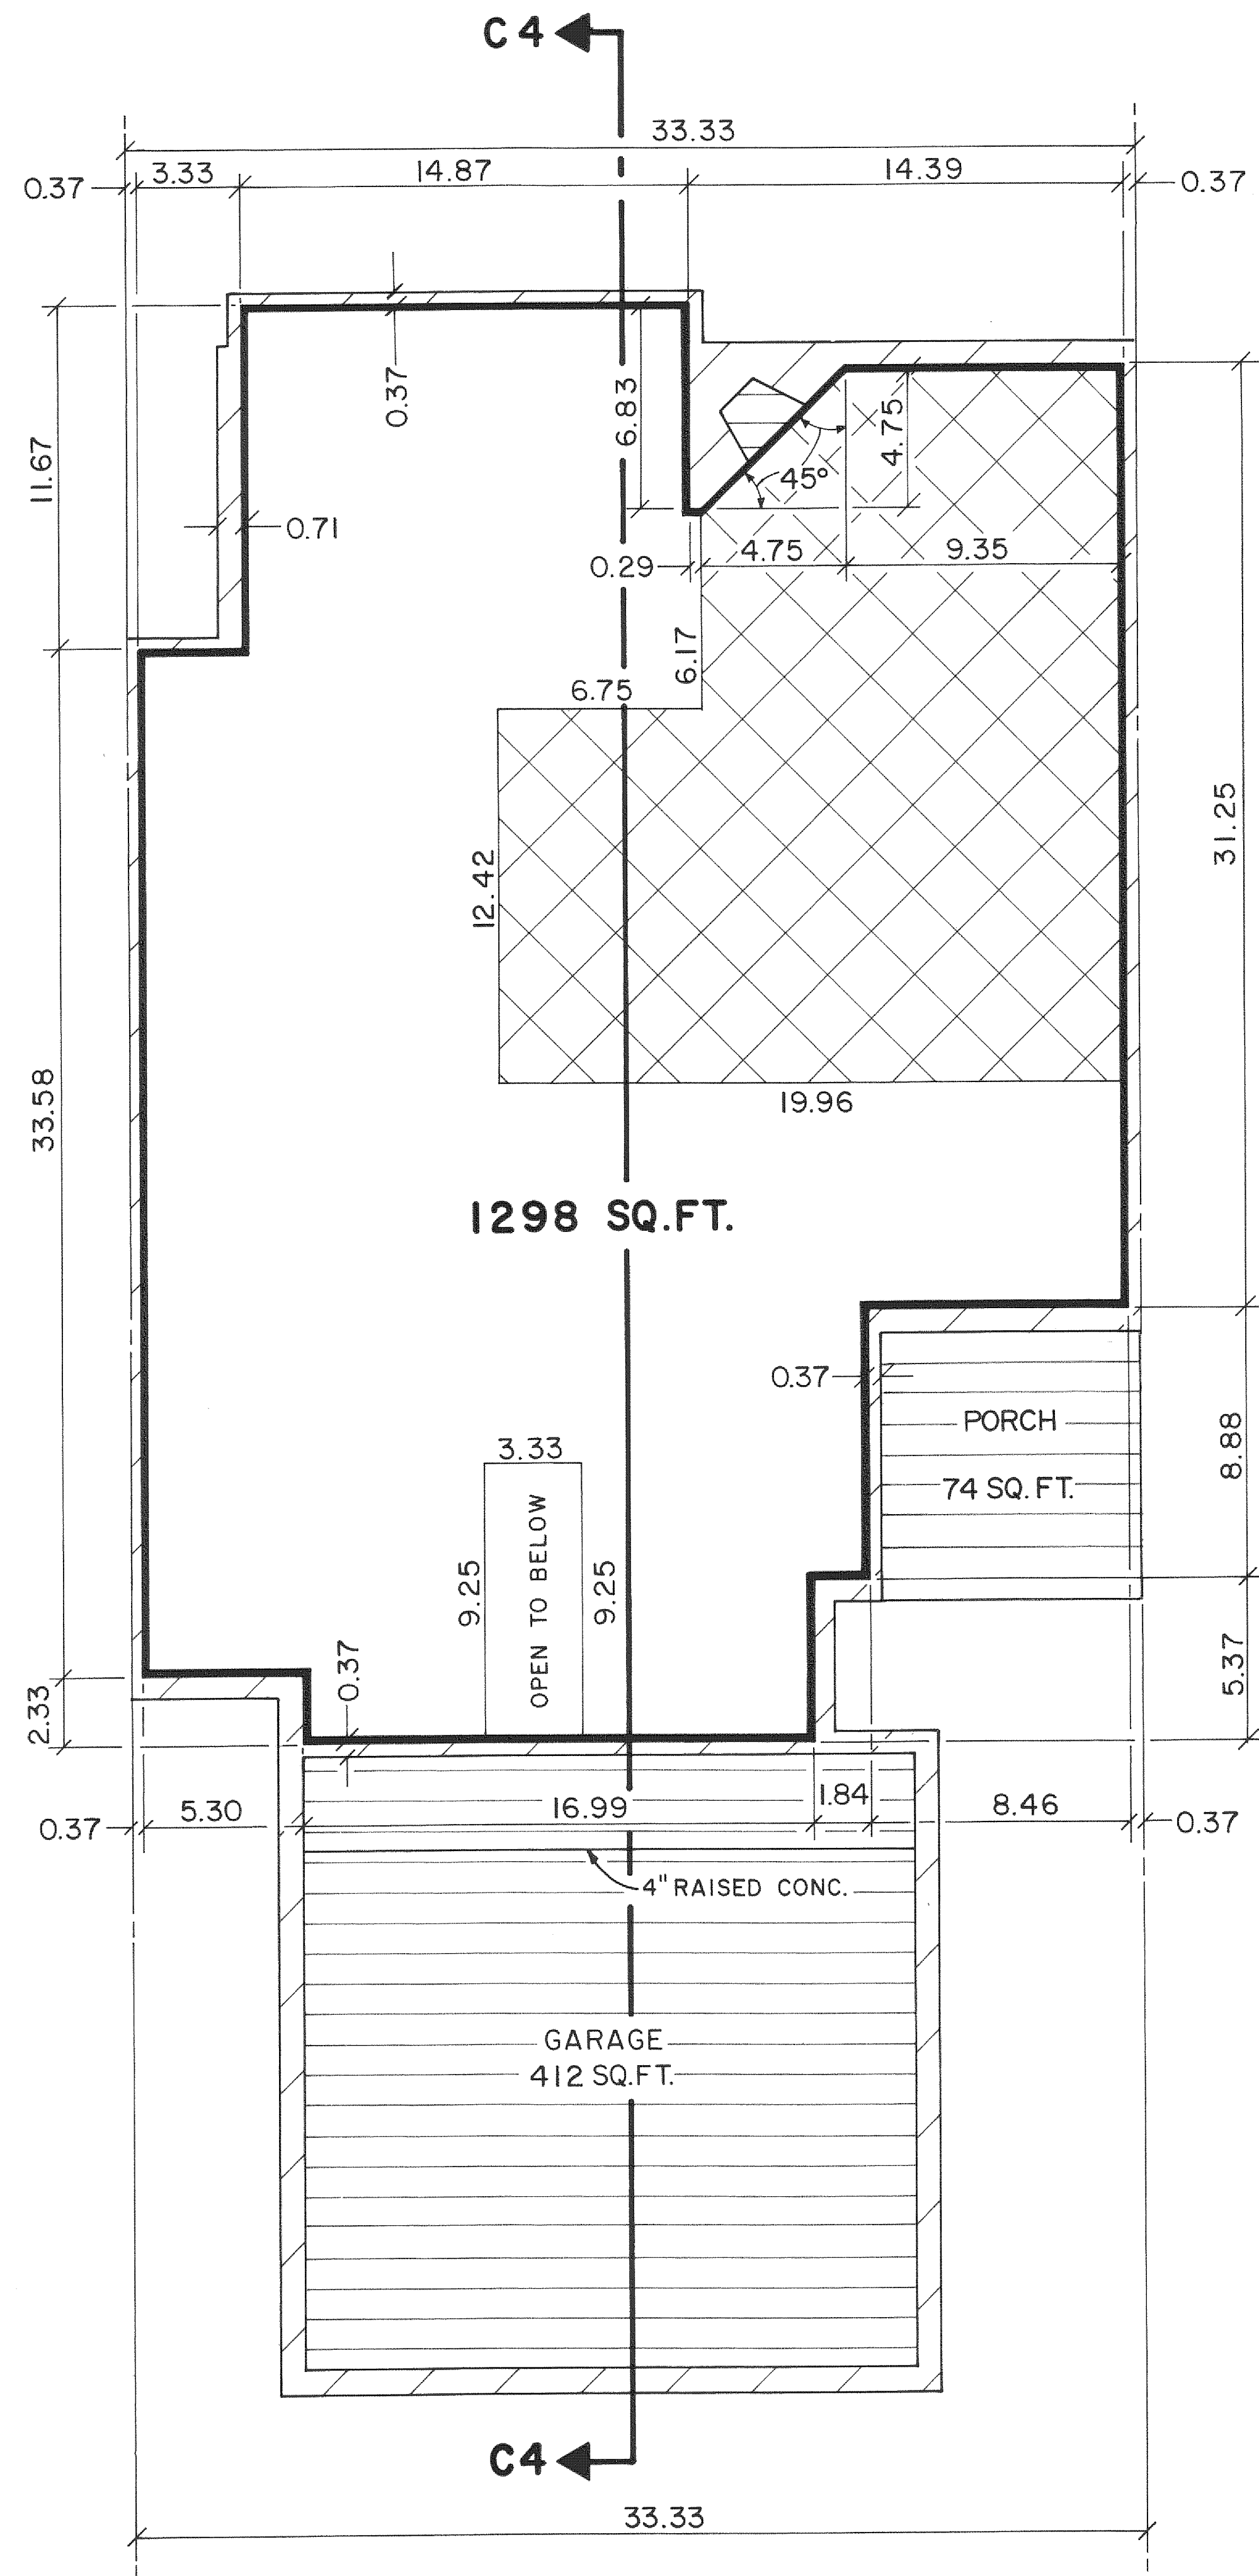 C4
33.33
3.33 14.87 14.39
0.37 0.37
11.67
0.37
6.83
4.75
45°
0.71
0.29 4.75 9.35
6.17
6.75
12.42
31.25
19.96
33.58
1298 SQ.FT.
0.37
PORCH
74 SQ.FT.
8.88
3.33
9.25
OPEN TO BELOW
9.25
0.37
2.33
5.37
0.37 5.30 16.99 1.84 8.46 0.37
4" RAISED CONC.
GARAGE
412 SQ.FT.
C4
33.33